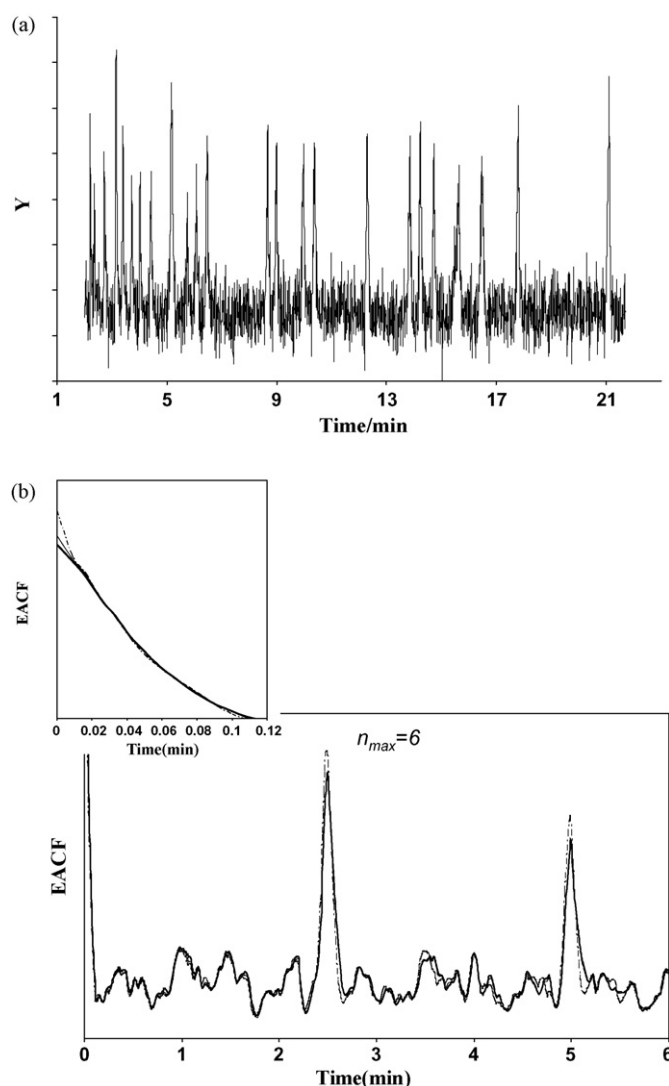 (a)
Y
1 5 9 13 17 21
Time/min
(b)
EACF
0 0.02 0.04 0.06 0.08 0.1 0.12
Time(min)
n_max=6
EACF
0 1 2 3 4 5 6
Time(min)